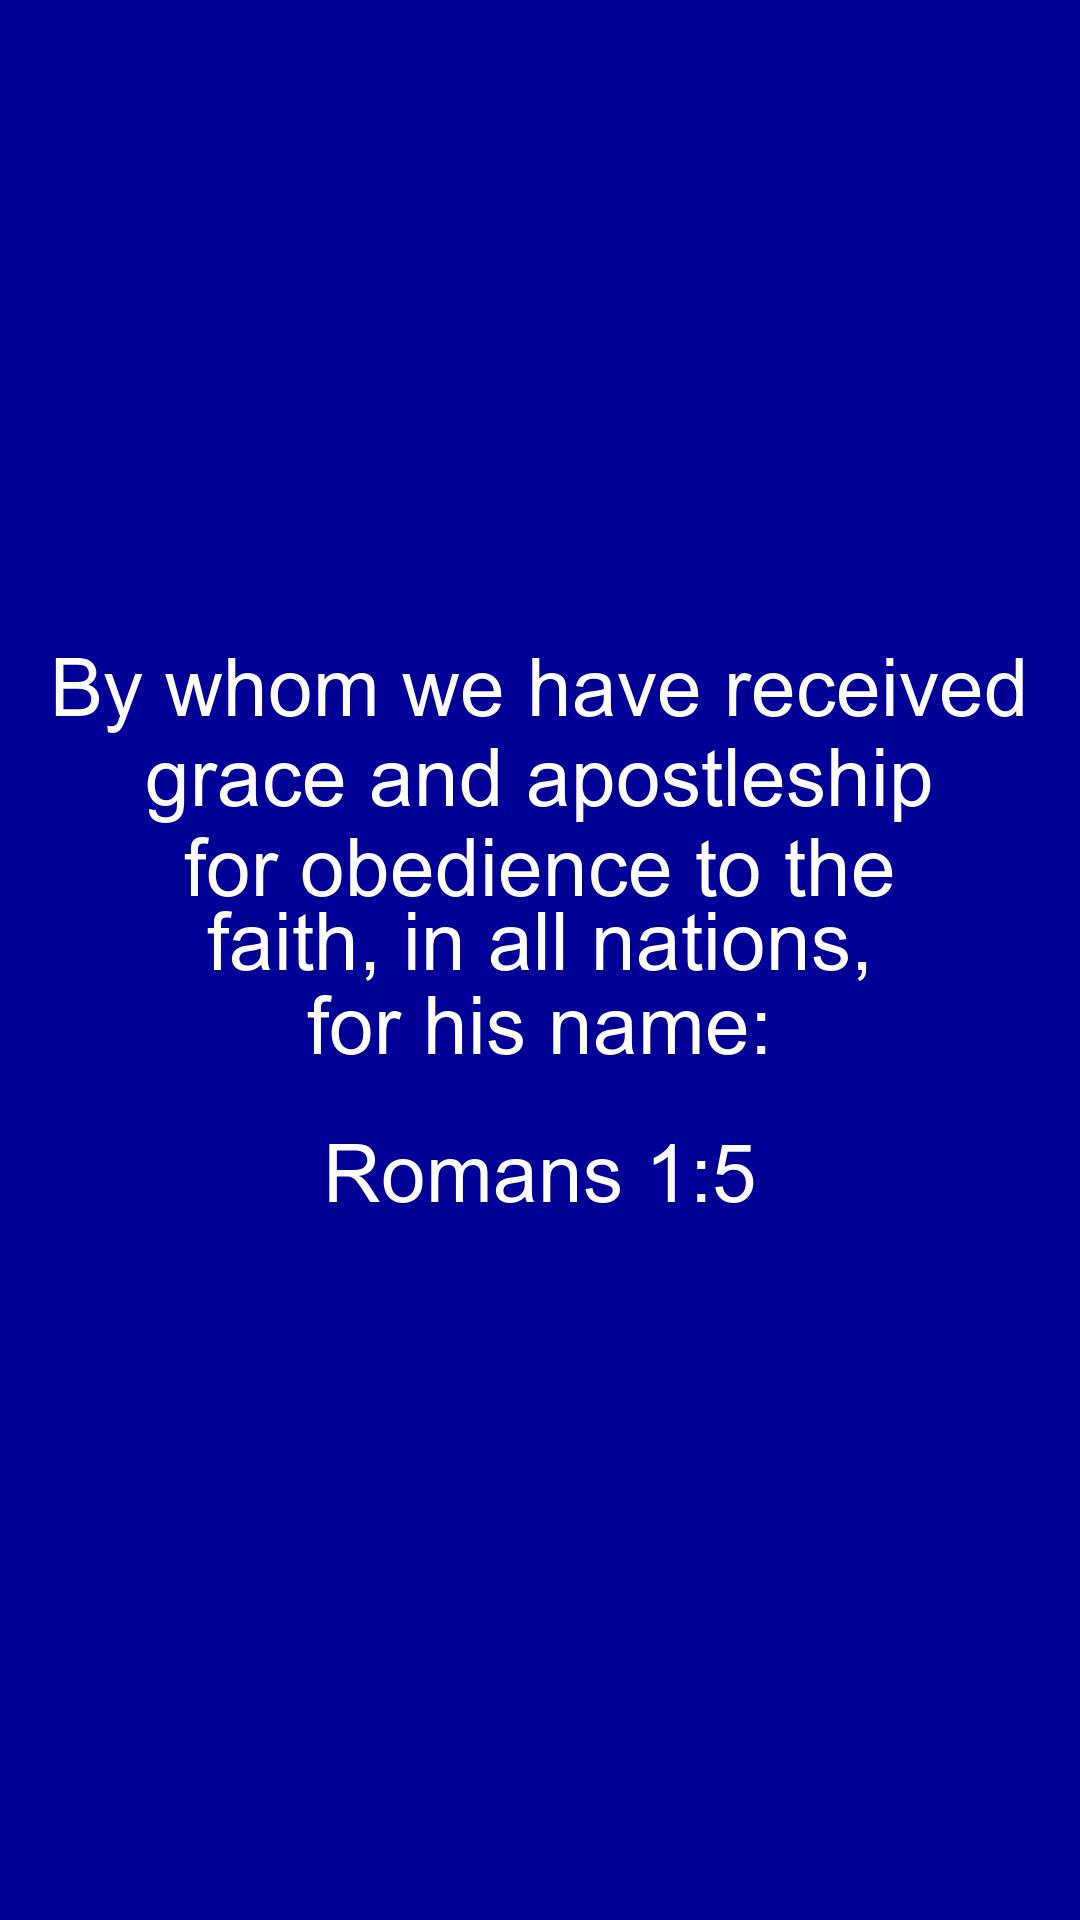 By whom we have received
grace and apostleship
for obedience to the
faith, in all nations,
for his name:
Romans 1:5